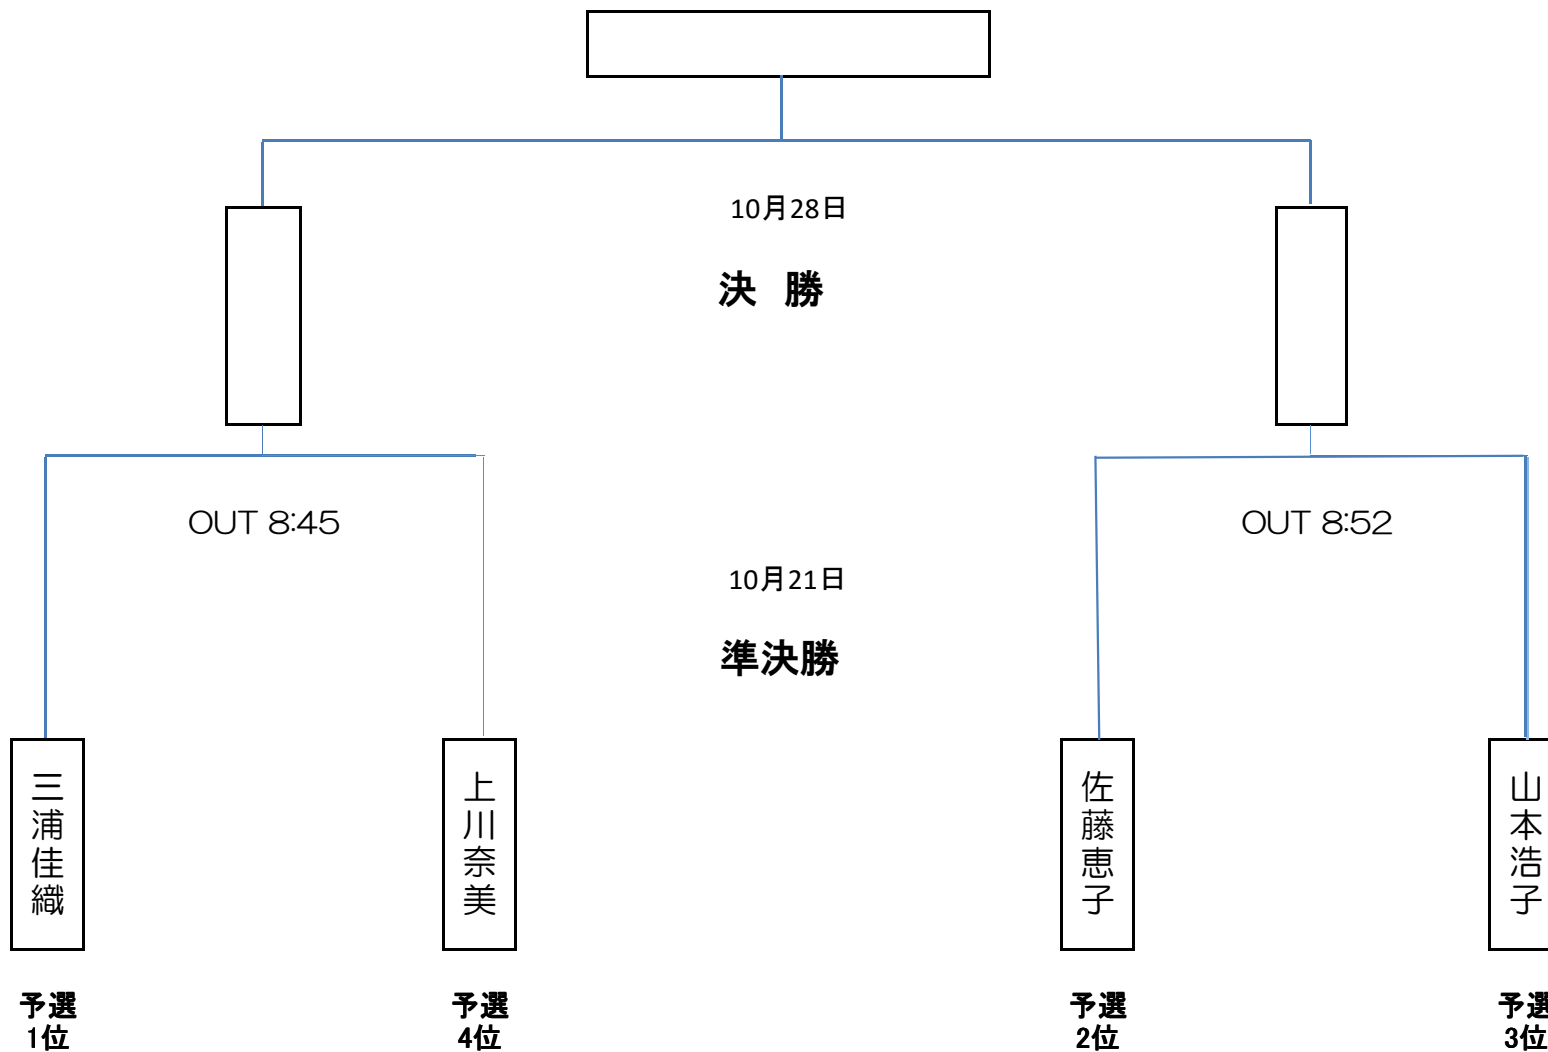 10月28日
決 勝
OUT 8:45
OUT 8:52
10月21日
準決勝
三浦佳織
上川奈美
佐藤恵子
山本浩子
予選
1位
予選
4位
予選
2位
予選
3位